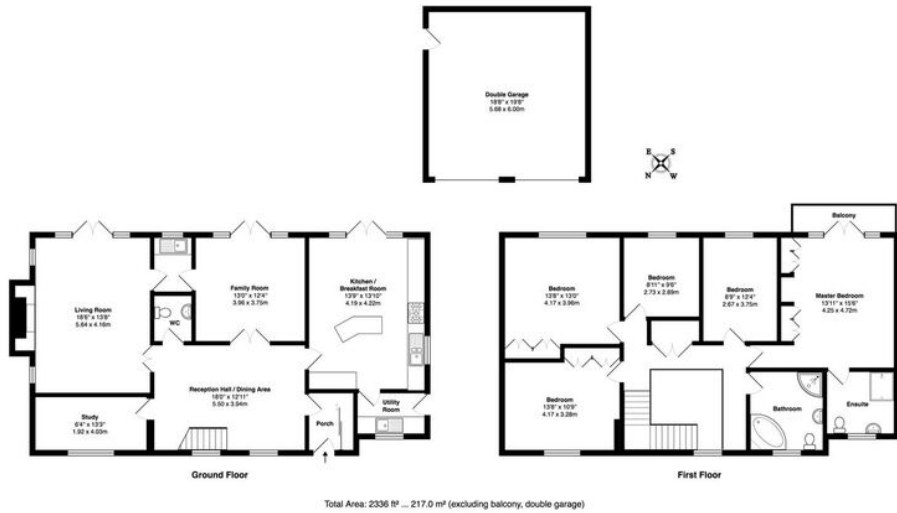 Double Garage
18'8" x 19'8"
5.68 x 6.00m
E S
N W
Living Room
18'6" x 13'8"
5.64 x 4.16m
Family Room
13'0" x 12'4"
3.96 x 3.75m
Kitchen /
Breakfast Room
13'9" x 13'10"
4.19 x 4.22m
WC
Reception Hall / Dining Area
18'0" x 12'11"
5.50 x 3.94m
Study
6'4" x 13'3"
1.92 x 4.03m
Porch
Utility
Room
Ground Floor
Balcony
Bedroom
13'8" x 13'0"
4.17 x 3.96m
Bedroom
8'11" x 9'6"
2.73 x 2.89m
Bedroom
8'9" x 12'4"
2.67 x 3.75m
Master Bedroom
13'11" x 15'6"
4.25 x 4.72m
Bedroom
13'8" x 10'9"
4.17 x 3.28m
Bathroom
Ensuite
First Floor
Total Area: 2336 ft² ... 217.0 m² (excluding balcony, double garage)